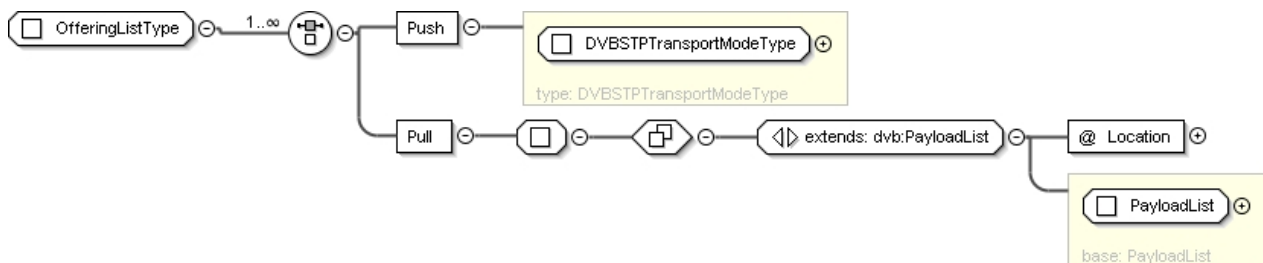 OfferingListType
1..∞
Push
DVBSTPTransportModeType
type: DVBSTPTransportModeType
Pull
extends: dvb:PayloadList
@ Location
PayloadList
base: PayloadList